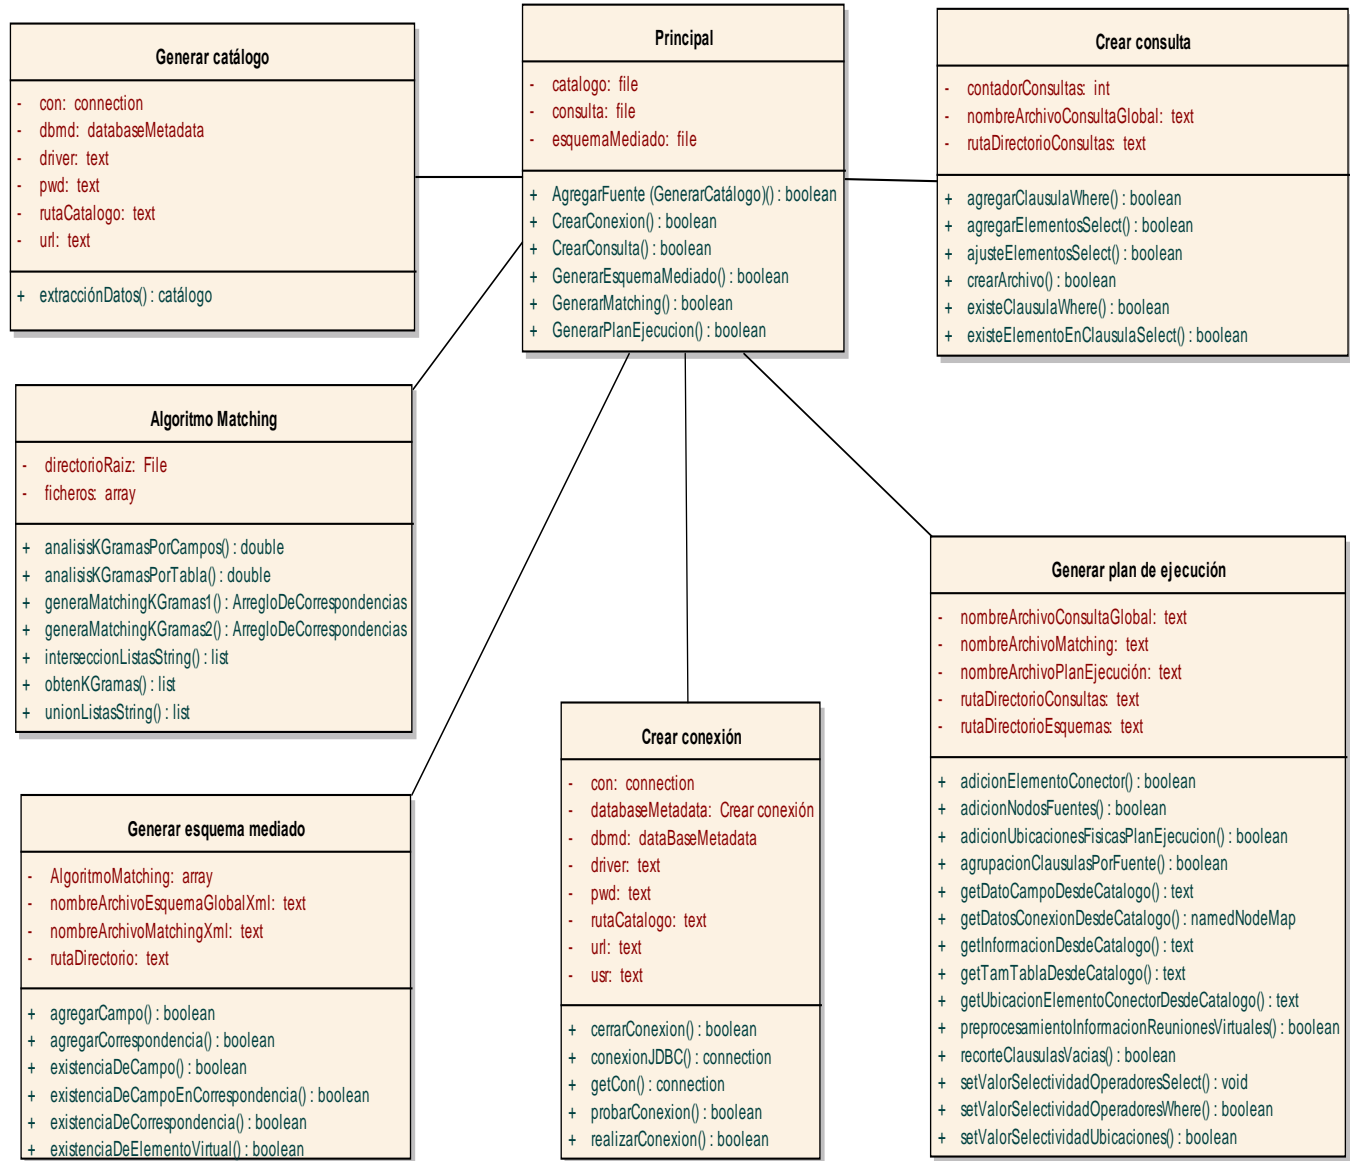 Generar catálogo
- con: connection
- dbmd: databaseMetadata
- driver: text
- pwd: text
- rutaCatalogo: text
- url: text
+ extracciónDatos() : catálogo
Principal
- catalogo: file
- consulta: file
- esquemaMediado: file
+ AgregarFuente (GenerarCatálogo)() : boolean
+ CrearConexion() : boolean
+ CrearConsulta() : boolean
+ GenerarEsquemaMediado() : boolean
+ GenerarMatching() : boolean
+ GenerarPlanEjecucion() : boolean
Crear consulta
- contadorConsultas: int
- nombreArchivoConsultaGlobal: text
- rutaDirectorioConsultas: text
+ agregarClausulaWhere() : boolean
+ agregarElementosSelect() : boolean
+ ajusteElementosSelect() : boolean
+ crearArchivo() : boolean
+ existeClausulaWhere() : boolean
+ existeElementoEnClausulaSelect() : boolean
Algoritmo Matching
- directorioRaiz: File
- ficheros: array
+ analisisKGramasPorCampos() : double
+ analisisKGramasPorTabla() : double
+ generaMatchingKGramas1() : ArregloDeCorrespondencias
+ generaMatchingKGramas2() : ArregloDeCorrespondencias
+ interseccionListasString() : list
+ obtenKGramas() : list
+ unionListasString() : list
Generar esquema mediado
- AlgoritmoMatching: array
- nombreArchivoEsquemaGlobalXml: text
- nombreArchivoMatchingXml: text
- rutaDirectorio: text
+ agregarCampo() : boolean
+ agregarCorrespondencia() : boolean
+ existenciaDeCampo() : boolean
+ existenciaDeCampoEnCorrespondencia() : boolean
+ existenciaDeCorrespondencia() : boolean
+ existenciaDeElementoVirtual() : boolean
Crear conexión
- con: connection
- databaseMetadata: Crear conexión
- dbmd: dataBaseMetadata
- driver: text
- pwd: text
- rutaCatalogo: text
- url: text
- usr: text
+ cerrarConexion() : boolean
+ conexionJDBC() : connection
+ getCon() : connection
+ probarConexion() : boolean
+ realizarConexion() : boolean
Generar plan de ejecución
- nombreArchivoConsultaGlobal: text
- nombreArchivoMatching: text
- nombreArchivoPlanEjecución: text
- rutaDirectorioConsultas: text
- rutaDirectorioEsquemas: text
+ adicionElementoConector() : boolean
+ adicionNodosFuentes() : boolean
+ adicionUbicacionesFisicasPlanEjecucion() : boolean
+ agrupacionClausulasPorFuente() : boolean
+ getDatoCampoDesdeCatalogo() : text
+ getDatosConexionDesdeCatalogo() : namedNodeMap
+ getInformacionDesdeCatalogo() : text
+ getTamTablaDesdeCatalogo() : text
+ getUbicacionElementoConectorDesdeCatalogo() : text
+ preprocesamientoInformacionReunionesVirtuales() : boolean
+ recorteClausulasVacias() : boolean
+ setValorSelectividadOperadoresSelect() : void
+ setValorSelectividadOperadoresWhere() : boolean
+ setValorSelectividadUbicaciones() : boolean